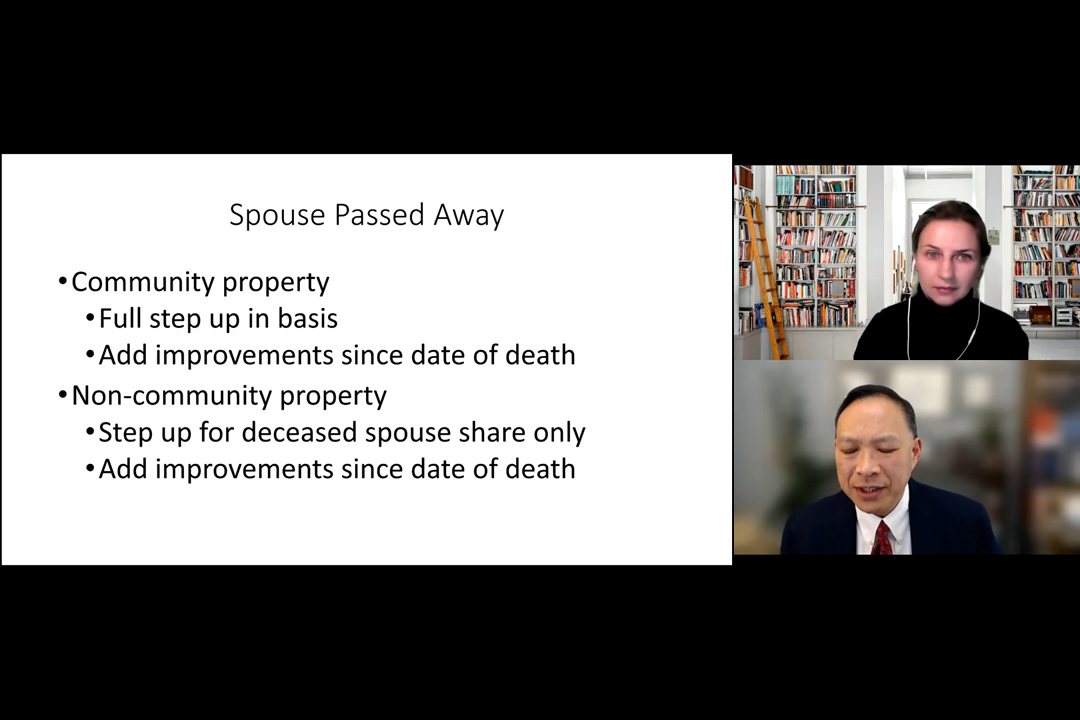 Spouse Passed Away
•Community property
•Full step up in basis
•Add improvements since date of death
•Non-community property
•Step up for deceased spouse share only
•Add improvements since date of death